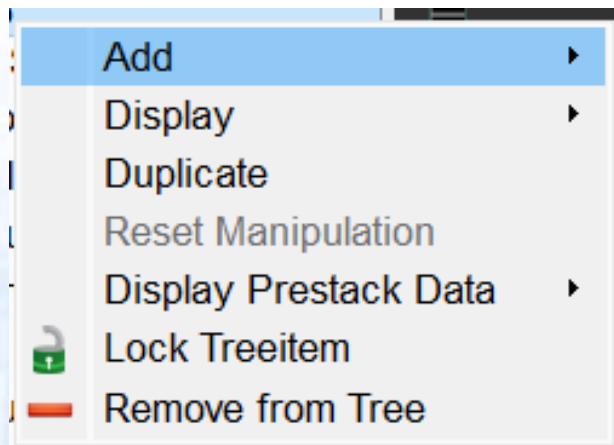 Add
Display
Duplicate
Reset Manipulation
Display Prestack Data
Lock Treeitem
Remove from Tree